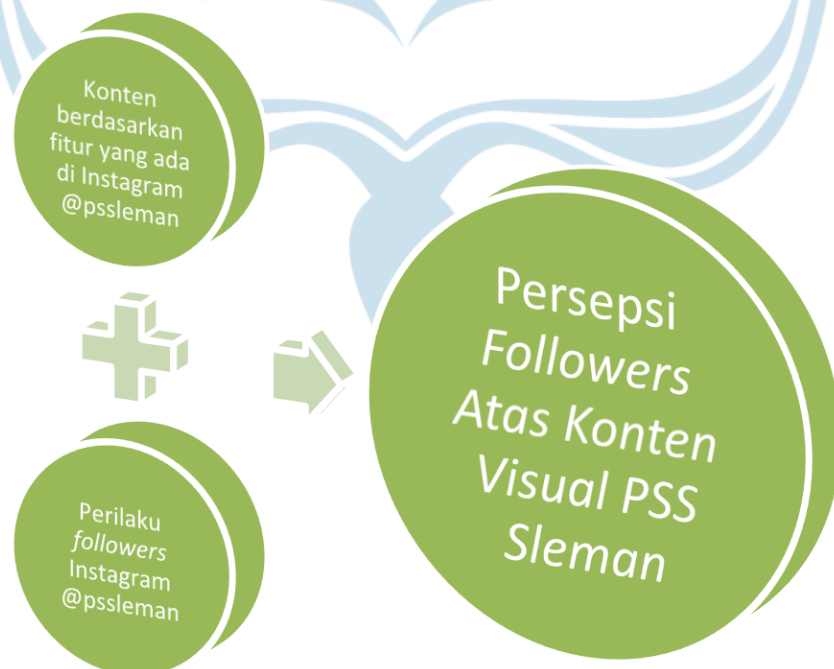 Konten
berdasarkan
fitur yang ada
di Instagram
@pssleman
Perilaku
followers
Instagram
@pssleman
Persepsi
Followers
Atas Konten
Visual PSS
Sleman